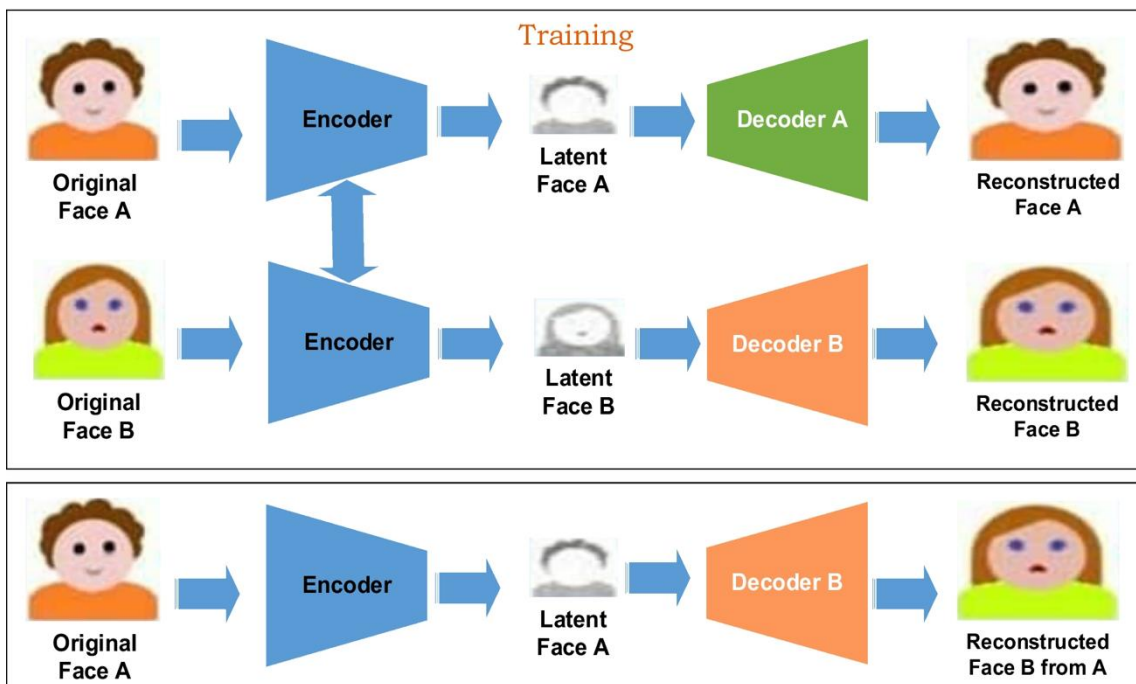 Training
Encoder
Decoder A
Original
Face A
Latent
Face A
Reconstructed
Face A
Encoder
Decoder B
Original
Face B
Latent
Face B
Reconstructed
Face B
Encoder
Decoder B
Original
Face A
Latent
Face A
Reconstructed
Face B from A